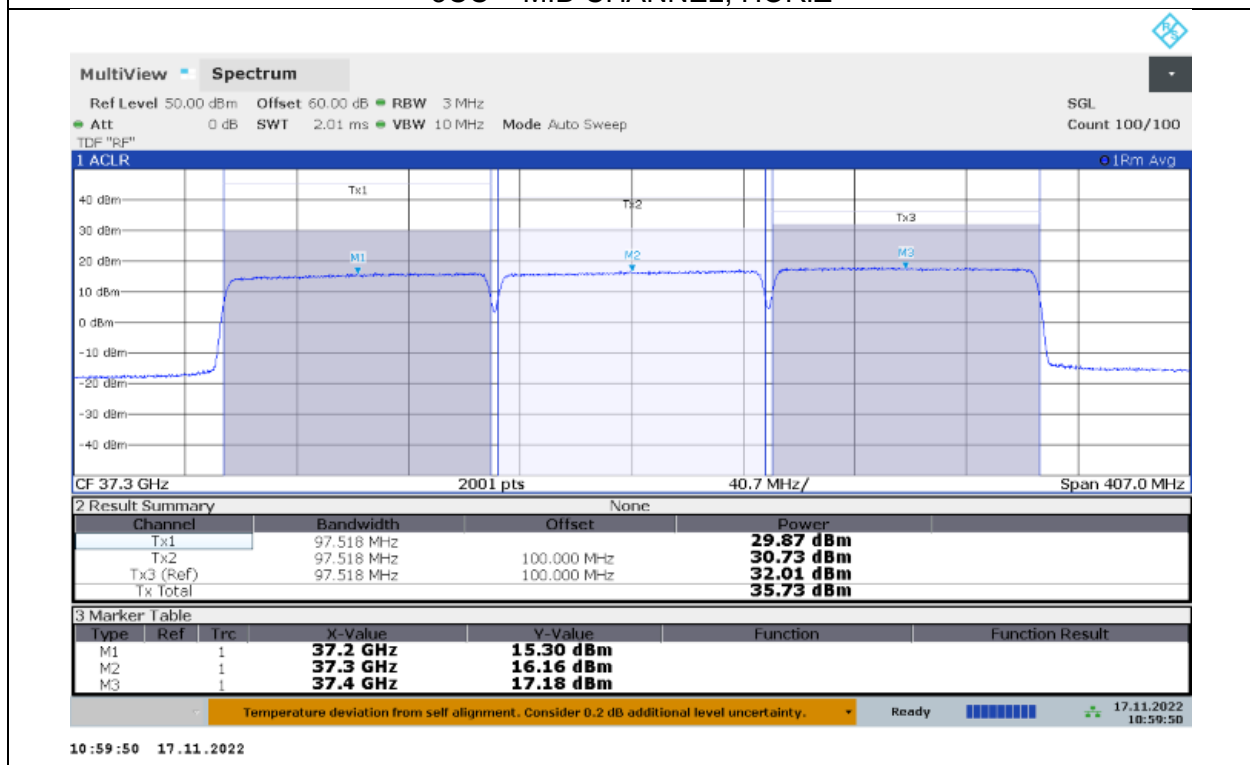 MultiView Spectrum
Ref Level 50.00 dBm Offset 60.00 dB RBW 3 MHz SGL
Att 0 dB SWT 2.01 ms VBW 10 MHz Mode Auto Sweep Count 100/100
TDF "RF"
1 ACLR 1Rm Avg
Tx1
40 dBm
Tx2
Tx3
30 dBm
M1
M2
M3
20 dBm
10 dBm
0 dBm
-10 dBm
-20 dBm
-30 dBm
-40 dBm
CF 37.3 GHz 2001 pts 40.7 MHz/ Span 407.0 MHz
2 Result Summary None
Channel Bandwidth Offset Power
Tx1 97.518 MHz 29.87 dBm
Tx2 97.518 MHz 100.000 MHz 30.73 dBm
Tx3 (Ref) 97.518 MHz 100.000 MHz 32.01 dBm
Tx Total 35.73 dBm
3 Marker Table
Type Ref Trc X-Value Y-Value Function Function Result
M1 1 37.2 GHz 15.30 dBm
M2 1 37.3 GHz 16.16 dBm
M3 1 37.4 GHz 17.18 dBm
Temperature deviation from self alignment. Consider 0.2 dB additional level uncertainty. Ready 17.11.2022
10:59:50
10:59:50 17.11.2022